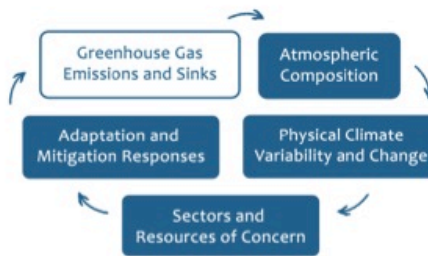 Greenhouse Gas
Emissions and Sinks
Atmospheric
Composition
Physical Climate
Variability and Change
Sectors and
Resources of Concern
Adaptation and
Mitigation Responses